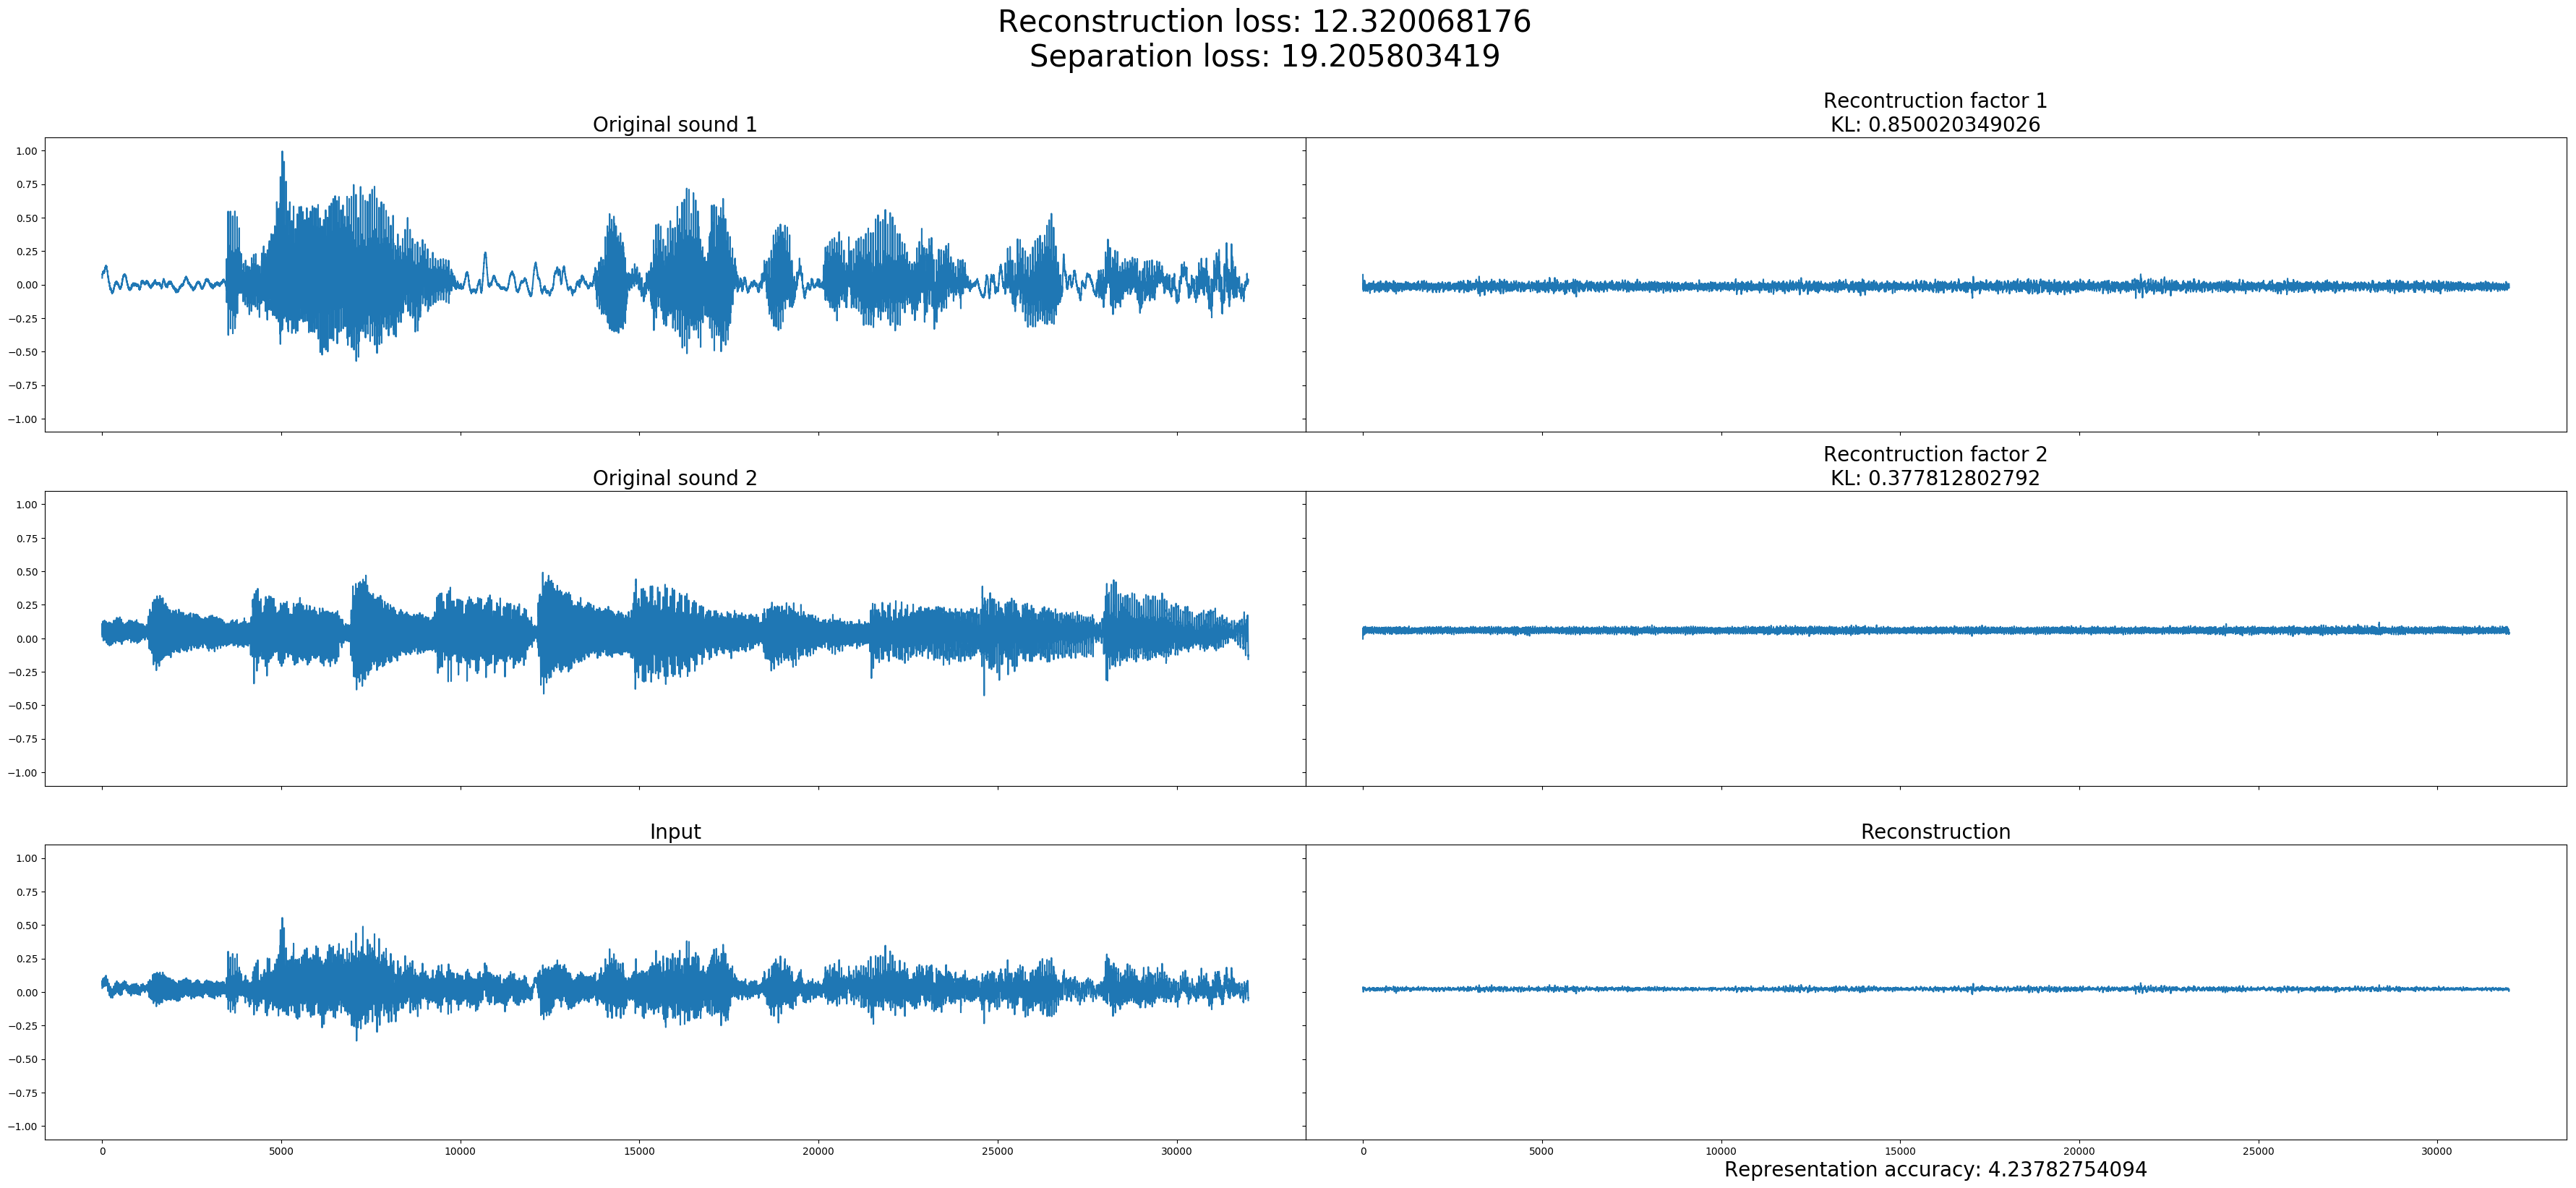 Reconstruction loss: 12.320068176
Separation loss: 19.205803419
Original sound 1
Recontruction factor 1
KL: 0.850020349026
1.00
0.75
0.50
0.25
0.00
−0.25
−0.50
−0.75
−1.00
Original sound 2
Recontruction factor 2
KL: 0.377812802792
1.00
0.75
0.50
0.25
0.00
−0.25
−0.50
−0.75
−1.00
Input
Reconstruction
1.00
0.75
0.50
0.25
0.00
−0.25
−0.50
−0.75
−1.00
0 5000 10000 15000 20000 25000 30000
0 5000 10000 15000 20000 25000 30000
Representation accuracy: 4.23782754094